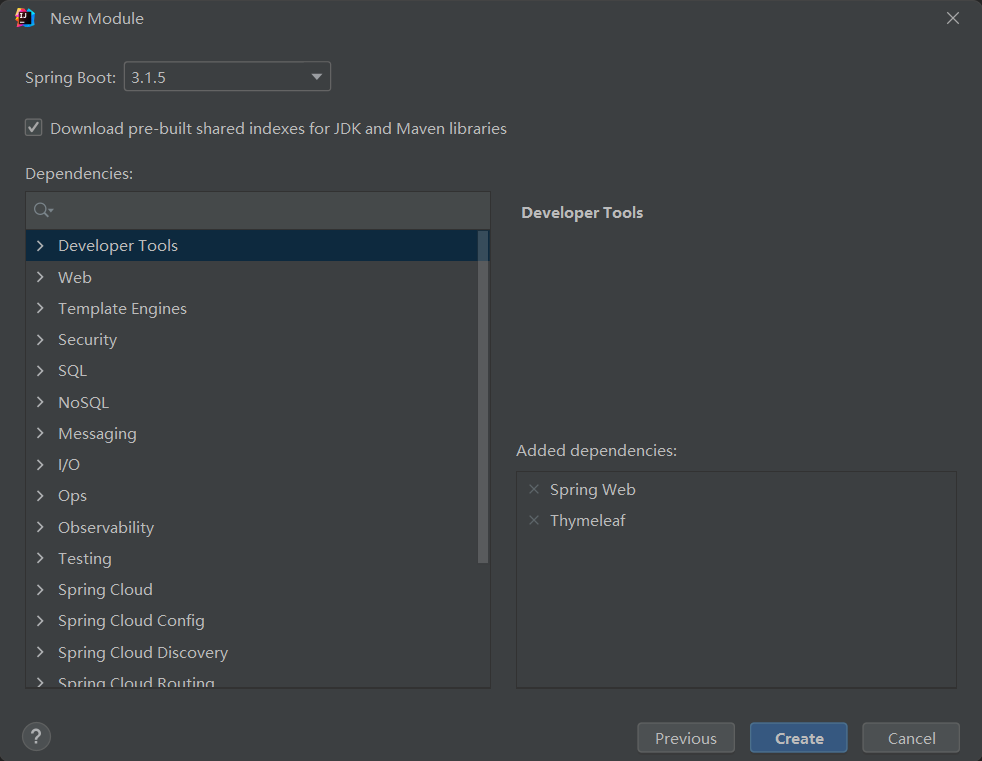 New Module
Spring Boot: 3.1.5
Download pre-built shared indexes for JDK and Maven libraries
Dependencies:
Developer Tools
Web
Template Engines
Security
SQL
NoSQL
Messaging
I/O
Ops
Observability
Testing
Spring Cloud
Spring Cloud Config
Spring Cloud Discovery
Spring Cloud Routing
Developer Tools
Added dependencies:
Spring Web
Thymeleaf
?
Previous
Create
Cancel